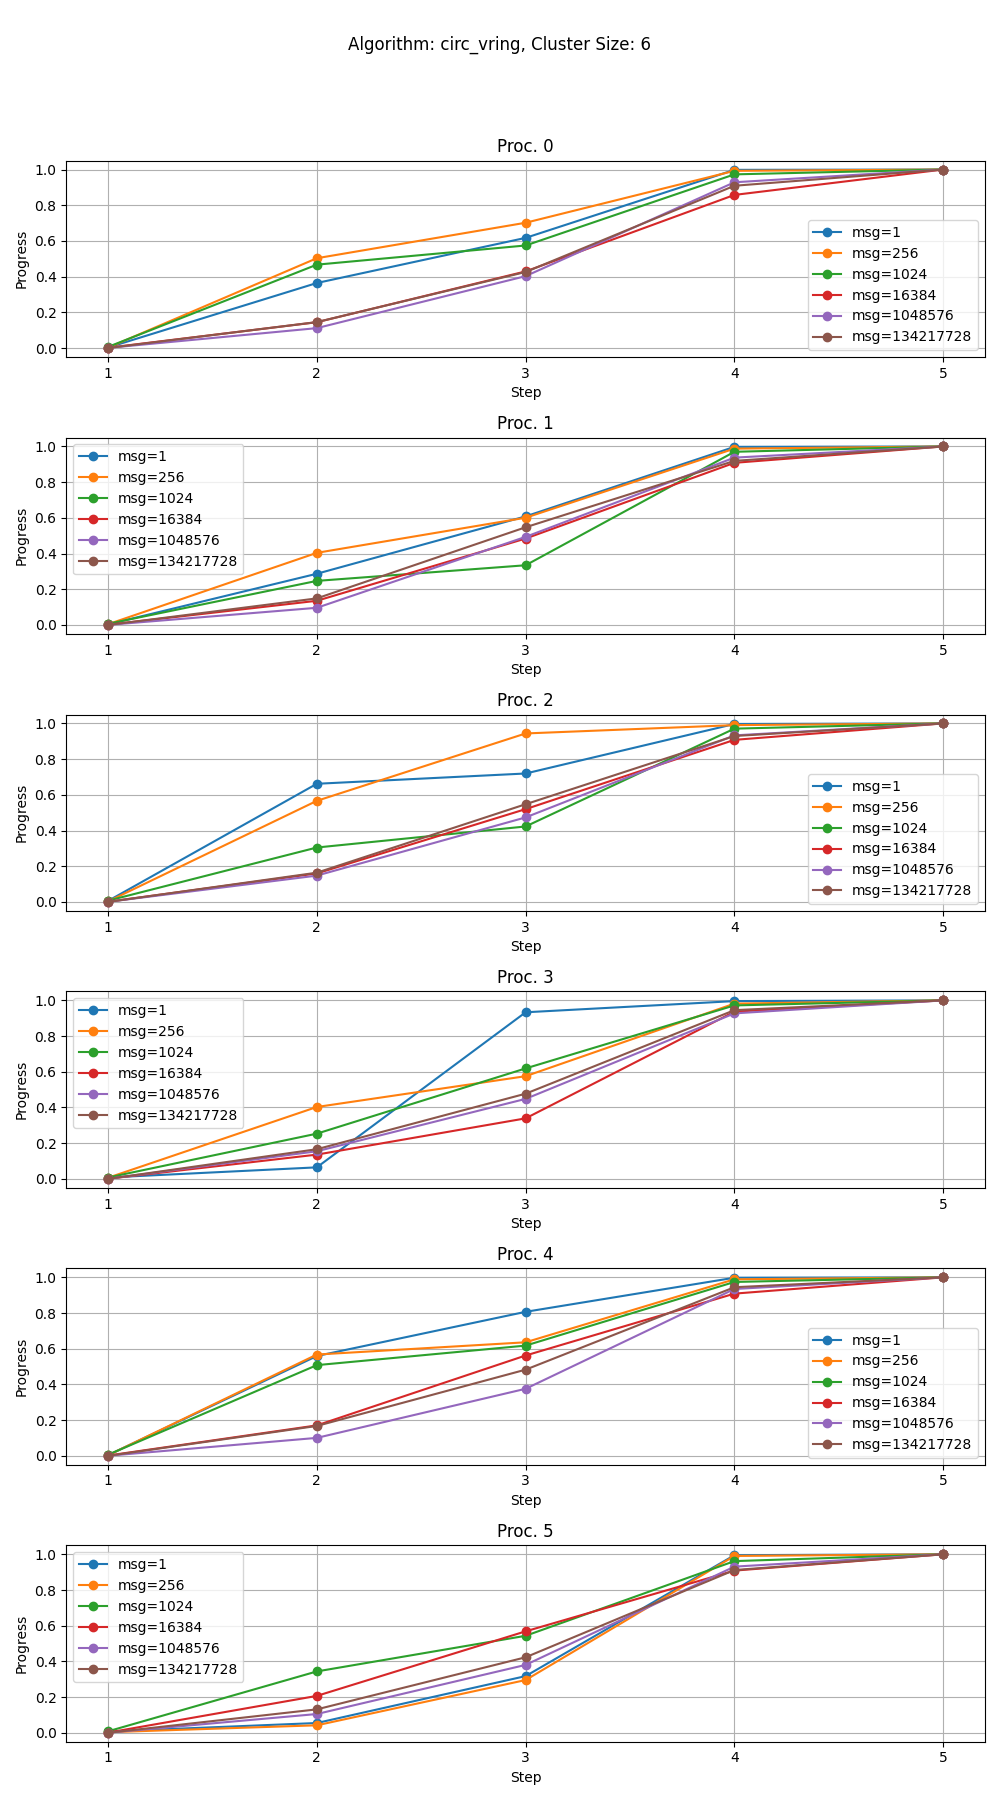 Algorithm: circ_vring, Cluster Size: 6
Proc. 0
1.0
0.8
0.6
0.4
0.2
0.0
Progress
msg=1
msg=256
msg=1024
msg=16384
msg=1048576
msg=134217728
1 2 3 4 5
Step
Proc. 1
1.0
0.8
0.6
0.4
0.2
0.0
Progress
msg=1
msg=256
msg=1024
msg=16384
msg=1048576
msg=134217728
1 2 3 4 5
Step
Proc. 2
1.0
0.8
0.6
0.4
0.2
0.0
Progress
msg=1
msg=256
msg=1024
msg=16384
msg=1048576
msg=134217728
1 2 3 4 5
Step
Proc. 3
1.0
0.8
0.6
0.4
0.2
0.0
Progress
msg=1
msg=256
msg=1024
msg=16384
msg=1048576
msg=134217728
1 2 3 4 5
Step
Proc. 4
1.0
0.8
0.6
0.4
0.2
0.0
Progress
msg=1
msg=256
msg=1024
msg=16384
msg=1048576
msg=134217728
1 2 3 4 5
Step
Proc. 5
1.0
0.8
0.6
0.4
0.2
0.0
Progress
msg=1
msg=256
msg=1024
msg=16384
msg=1048576
msg=134217728
1 2 3 4 5
Step